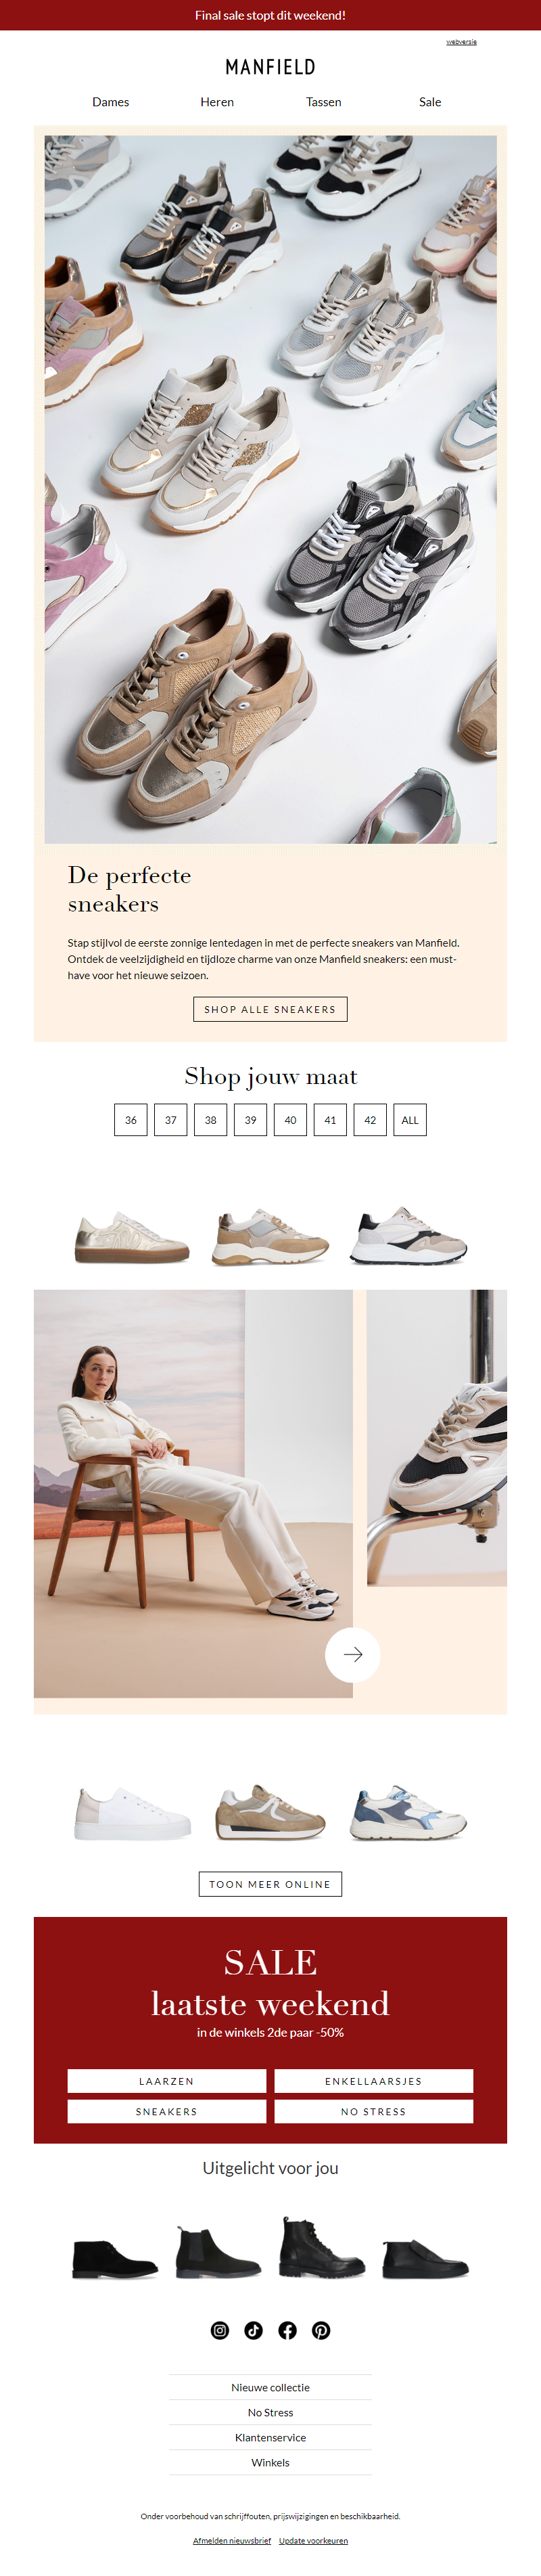 Final sale stopt dit weekend!
webversie
MANFIELD
Dames Heren Tassen Sale
De perfecte
sneakers
Stap stijlvol de eerste zonnige lentedagen in met de perfecte sneakers van Manfield.
Ontdek de veelzijdigheid en tijdloze charme van onze Manfield sneakers: een must-
have voor het nieuwe seizoen.
SHOP ALLE SNEAKERS
Shop jouw maat
36 37 38 39 40 41 42 ALL
TOON MEER ONLINE
SALE
laatste weekend
in de winkels 2de paar -50%
LAARZEN ENKELLAARSJES
SNEAKERS NO STRESS
Uitgelicht voor jou
Nieuwe collectie
No Stress
Klantenservice
Winkels
Onder voorbehoud van schrijffouten, prijswijzigingen en beschikbaarheid.
Afmelden nieuwsbrief Update voorkeuren